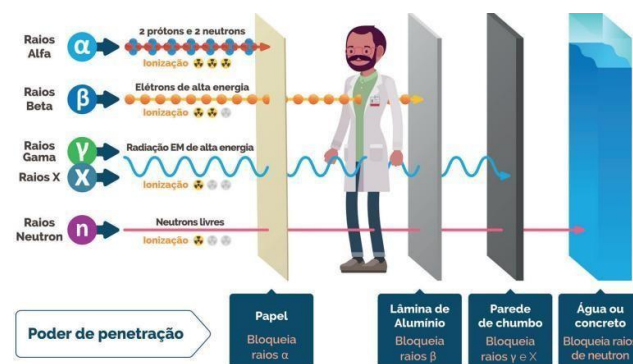 Raios
Alfa
α
2 prótons e 2 neutrons
Ionização
Raios
Beta
β
Elétrons de alta energia
Ionização
Raios
Gama
γ
Radiação EM de alta energia
Raios X
X
Ionização
Raios
Neutron
n
Neutrons livres
Ionização
Poder de penetração
Papel
Bloqueia
raios α
Lâmina de
Alumínio
Bloqueia
raios β
Parede
de chumbo
Bloqueia
raios γ e X
Água ou
concreto
Bloqueia raio
de neutron